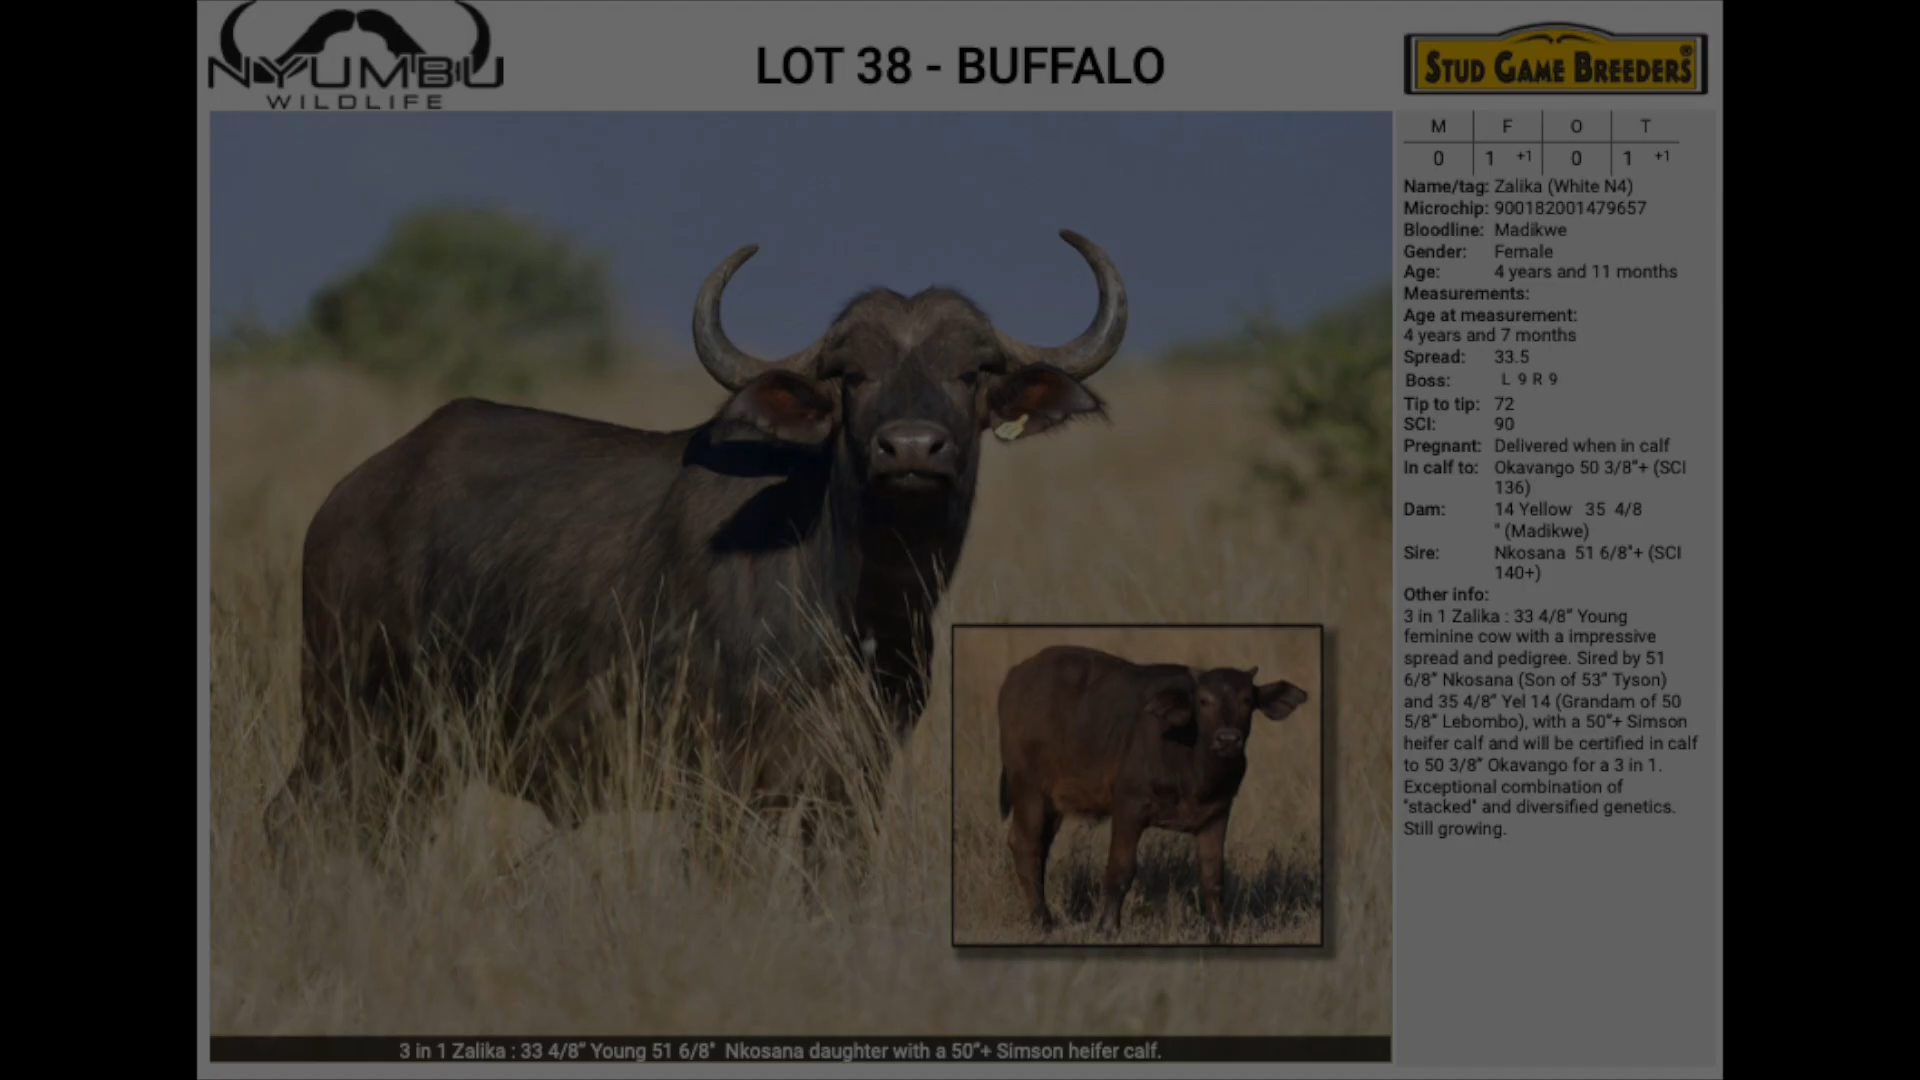 NYUMBU
WILDLIFE
LOT 38 - BUFFALO
STUD GAME BREEDERS®
M F O T
0 1 +1 0 1 +1
Name/tag: Zalika (White N4)
Microchip: 900182001479657
Bloodline: Madikwe
Gender: Female
Age: 4 years and 11 months
Measurements:
Age at measurement:
4 years and 7 months
Spread: 33.5
Boss: L 9 R 9
Tip to tip: 72
SCI: 90
Pregnant: Delivered when in calf
In calf to: Okavango 50 3/8"+ (SCI
136)
Dam: 14 Yellow 35 4/8
" (Madikwe)
Sire: Nkosana 51 6/8"+ (SCI
140+)
Other info:
3 in 1 Zalika : 33 4/8" Young
feminine cow with a impressive
spread and pedigree. Sired by 51
6/8" Nkosana (Son of 53" Tyson)
and 35 4/8" Yel 14 (Grandam of 50
5/8" Lebombo), with a 50"+ Simson
heifer calf and will be certified in calf
to 50 3/8" Okavango for a 3 in 1.
Exceptional combination of
"stacked" and diversified genetics.
Still growing.
3 in 1 Zalika : 33 4/8" Young 51 6/8" Nkosana daughter with a 50"+ Simson heifer calf.